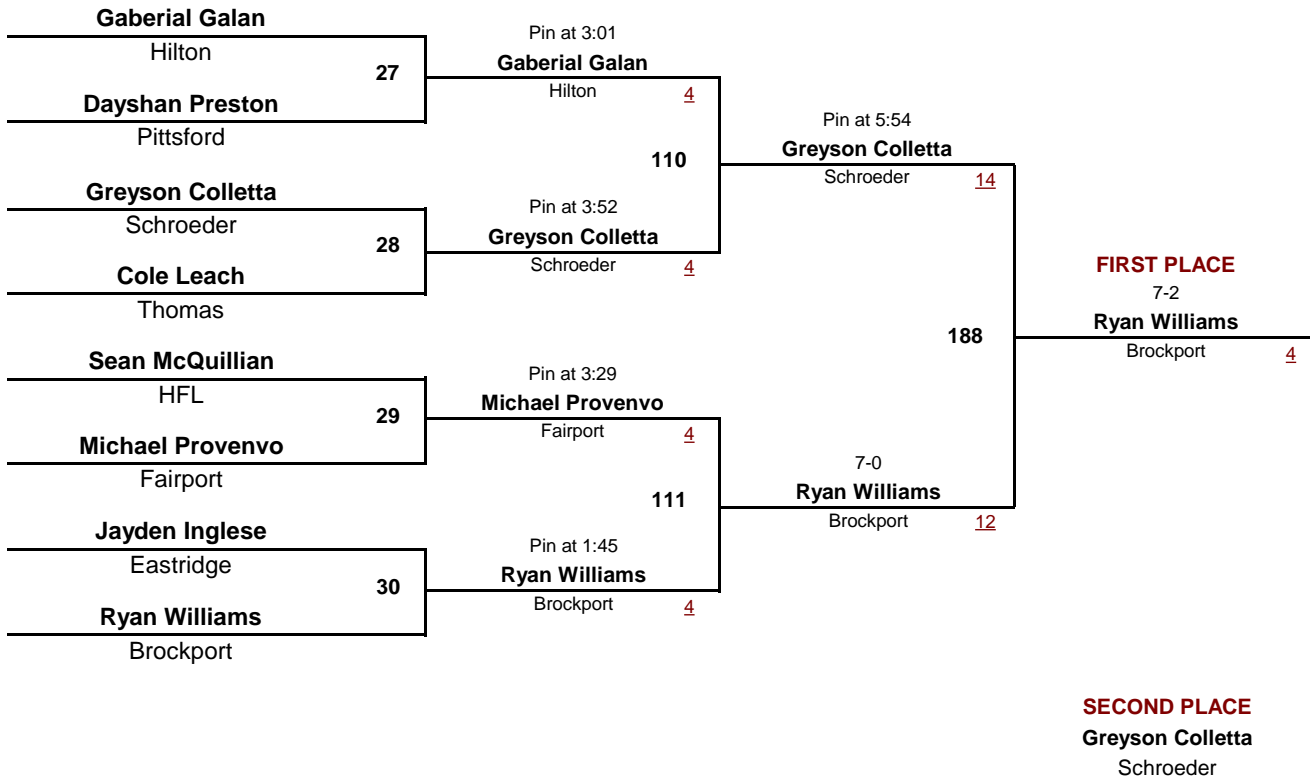 Gaberial Galan
Hilton
27
Dayshan Preston
Pittsford
Greyson Colletta
Schroeder
28
Cole Leach
Thomas
Sean McQuillian
HFL
29
Michael Provenvo
Fairport
Jayden Inglese
Eastridge
30
Ryan Williams
Brockport
Pin at 3:01
Gaberial Galan
Hilton 4
110
Pin at 3:52
Greyson Colletta
Schroeder 4
Pin at 3:29
Michael Provenvo
Fairport 4
111
Pin at 1:45
Ryan Williams
Brockport 4
Pin at 5:54
Greyson Colletta
Schroeder 14
188
7-0
Ryan Williams
Brockport 12
FIRST PLACE
7-2
Ryan Williams
Brockport 4
SECOND PLACE
Greyson Colletta
Schroeder